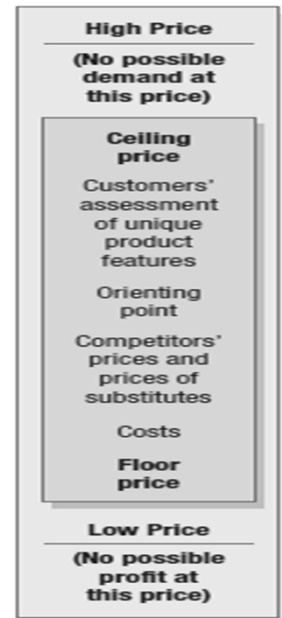 High Price
(No possible
demand at
this price)
Ceiling
price
Customers'
assessment
of unique
product
features
Orienting
point
Competitors'
prices and
prices of
substitutes
Costs
Floor
price
Low Price
(No possible
profit at
this price)